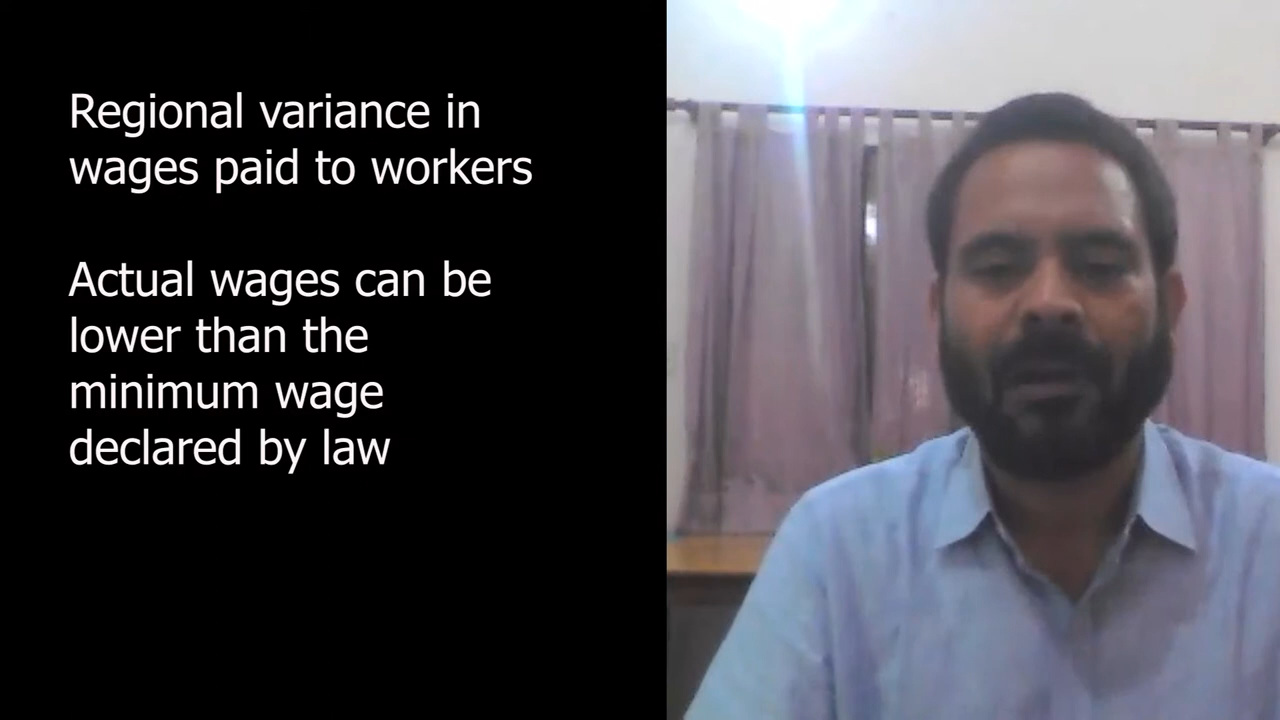 Regional variance in
wages paid to workers
Actual wages can be
lower than the
minimum wage
declared by law